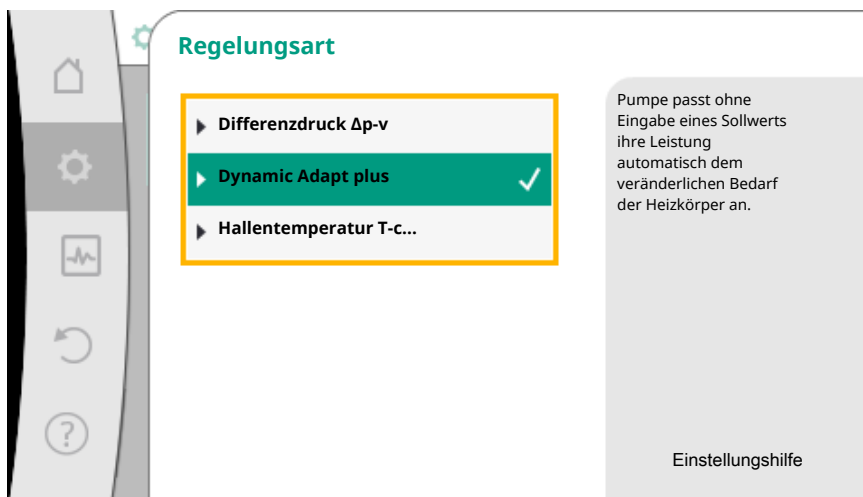 Regelungsart
Differenzdruck Δp-v
Dynamic Adapt plus
Hallentemperatur T-c...
Pumpe passt ohne
Eingabe eines Sollwerts
ihre Leistung
automatisch dem
veränderlichen Bedarf
der Heizkörper an.
Einstellungshilfe
?